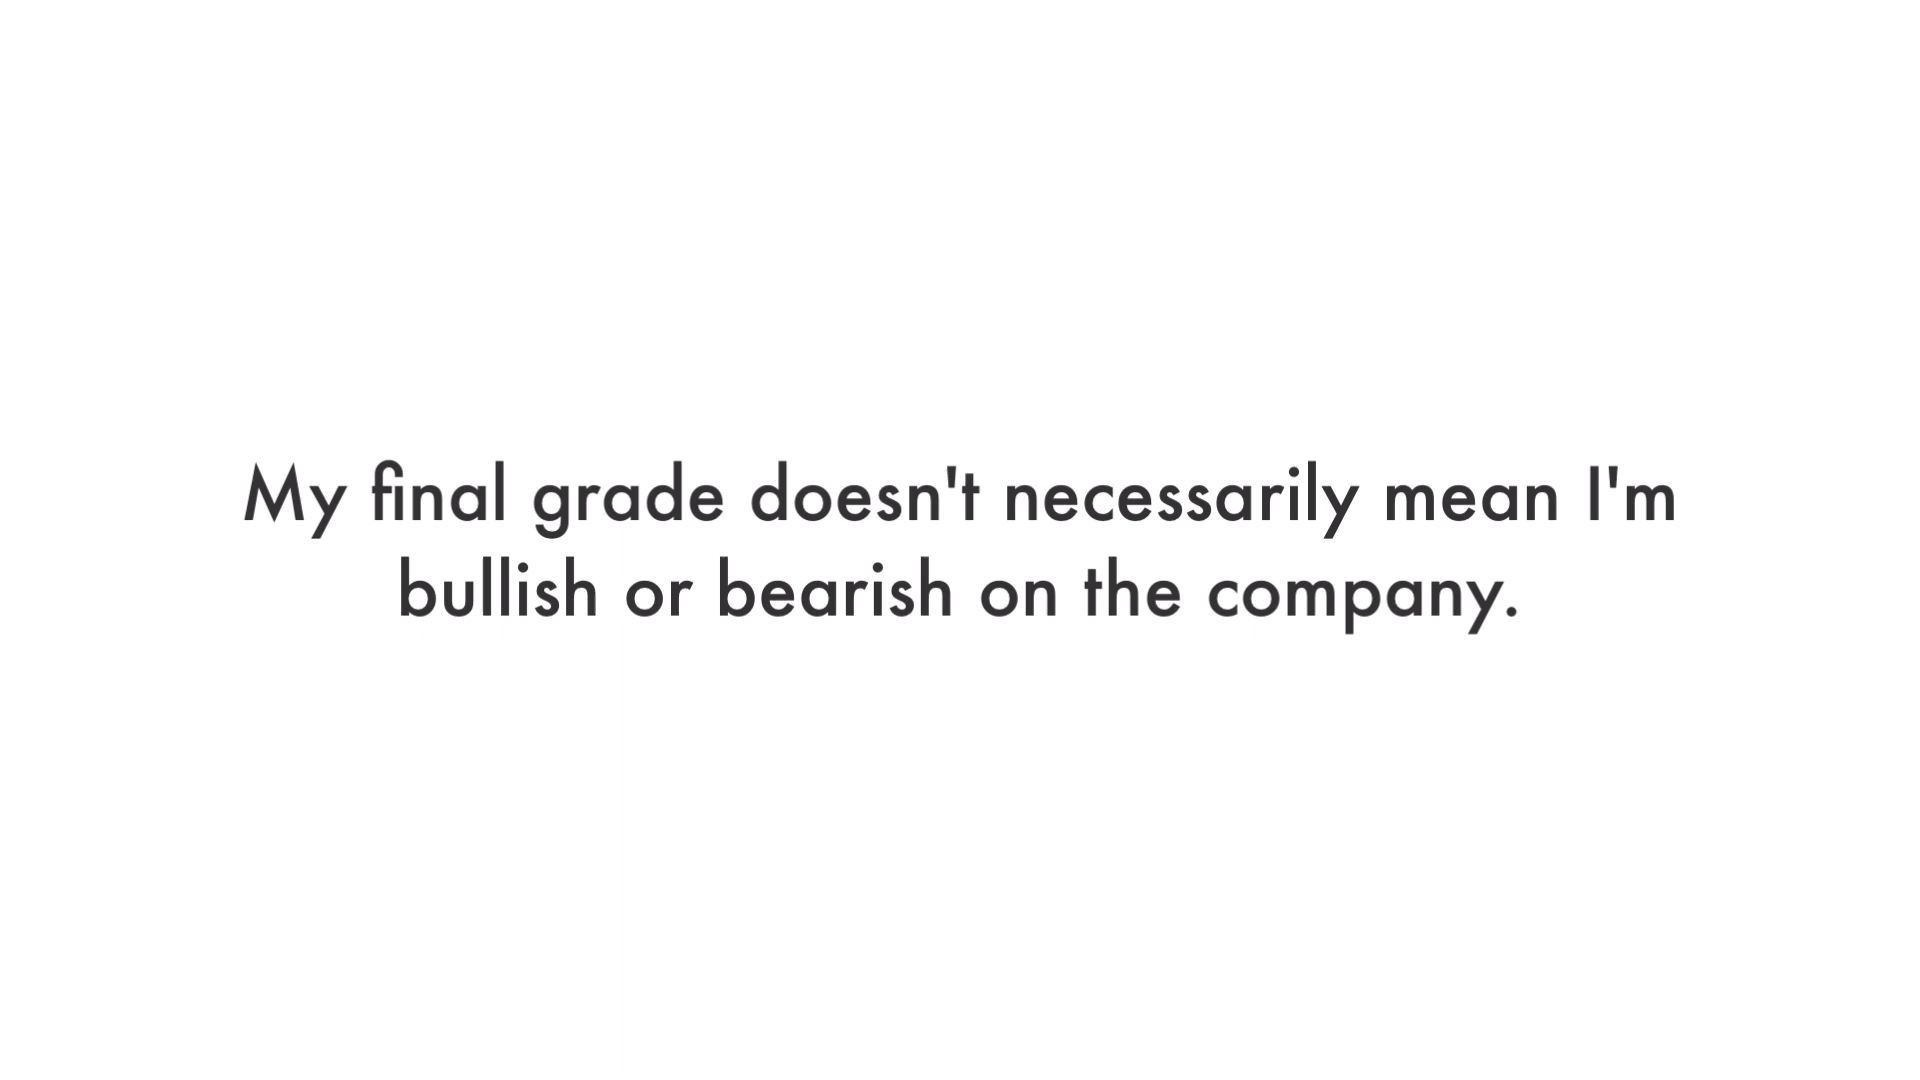 My final grade doesn't necessarily mean I'm
bullish or bearish on the company.